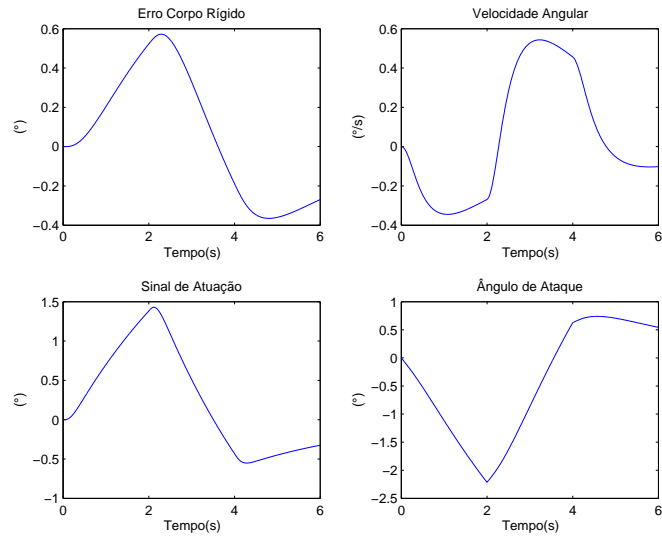 Erro Corpo Rígido
0.6
0.4
0.2
0
−0.2
−0.4
(°)
0 2 4 6
Tempo(s)
Velocidade Angular
0.6
0.4
0.2
0
−0.2
−0.4
(°/s)
0 2 4 6
Tempo(s)
Sinal de Atuação
1.5
1
0.5
0
−0.5
−1
(°)
0 2 4 6
Tempo(s)
Ângulo de Ataque
1
0.5
0
−0.5
−1
−1.5
−2
−2.5
(°)
0 2 4 6
Tempo(s)